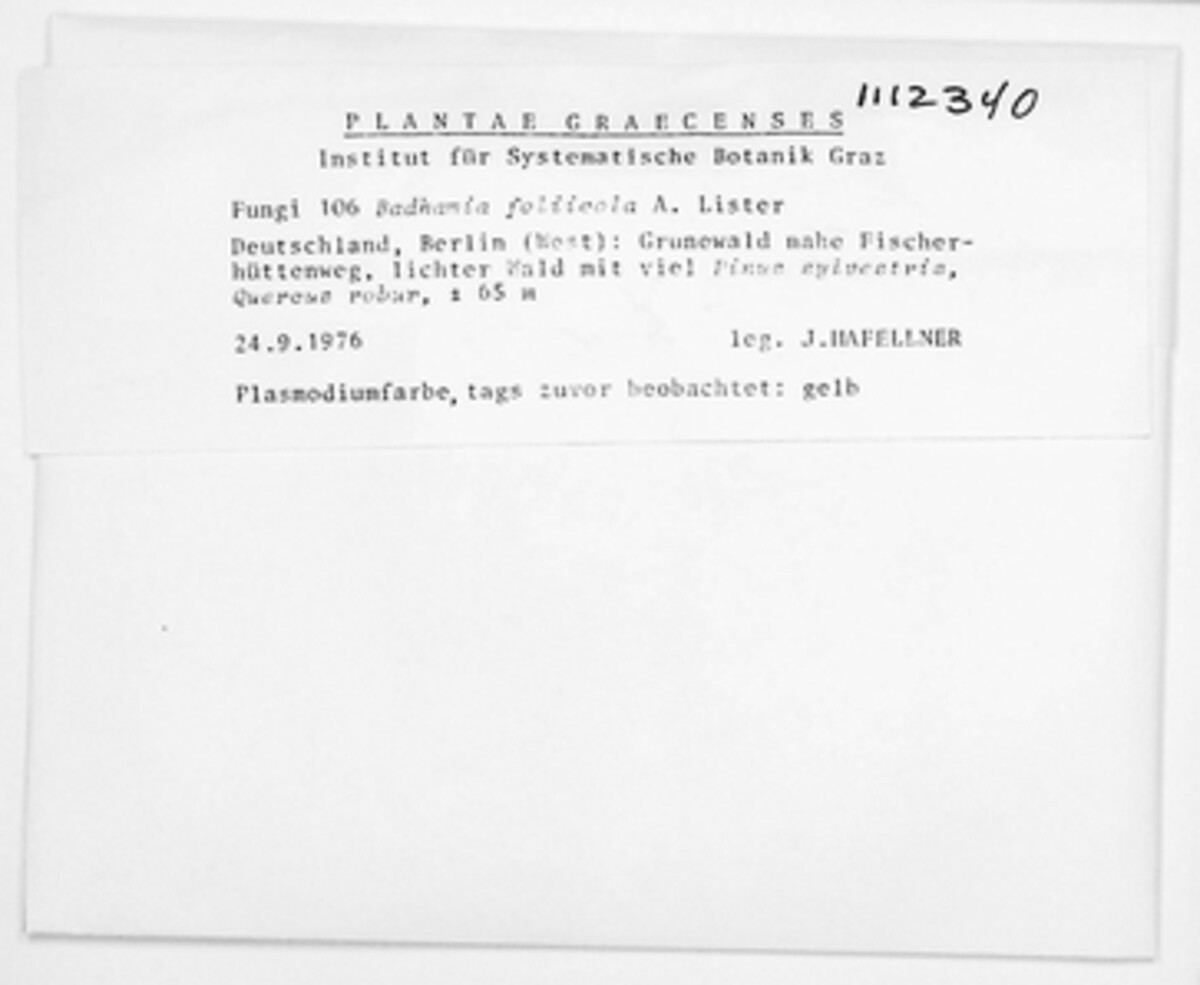 1112340
PLANTAE GRAECENSES
Institut für Systematische Botanik Graz
Fungi 106 Badhamia foliicola A. Lister
Deutschland, Berlin (West): Grunewald nahe Fischer-
hüttenweg, lichter Wald mit viel Pinus sylvestris,
Quercus robur, ± 65 m
24.9.1976 leg. J.HAFELLNER
Plasmodiumfarbe, tags zuvor beobachtet: gelb